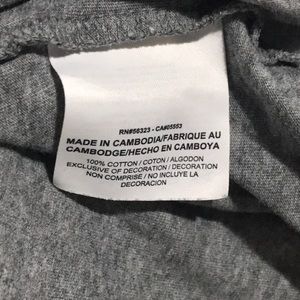 RN#56323 - CA#05553
MADE IN CAMBODIA/FABRIQUE AU
CAMBODGE/HECHO EN CAMBOYA
100% COTTON / COTON / ALGODON
EXCLUSIVE OF DECORATION / DECORATION
NON COMPRISE / NO INCLUYE LA
DECORACION